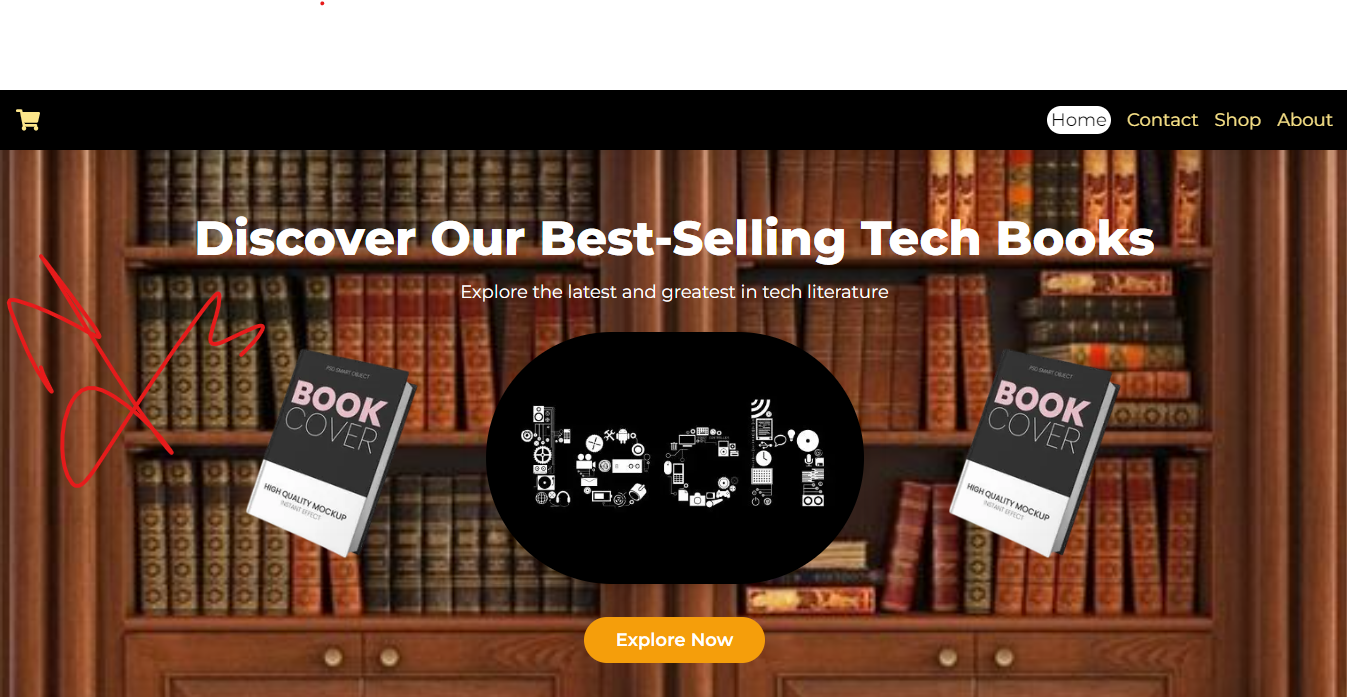 Home Contact Shop About
Discover Our Best-Selling Tech Books
Explore the latest and greatest in tech literature
PSD SMART OBJECT
BOOK
COVER
HIGH QUALITY MOCKUP
INSTANT EFFECT
tech
PSD SMART OBJECT
BOOK
COVER
HIGH QUALITY MOCKUP
INSTANT EFFECT
Explore Now